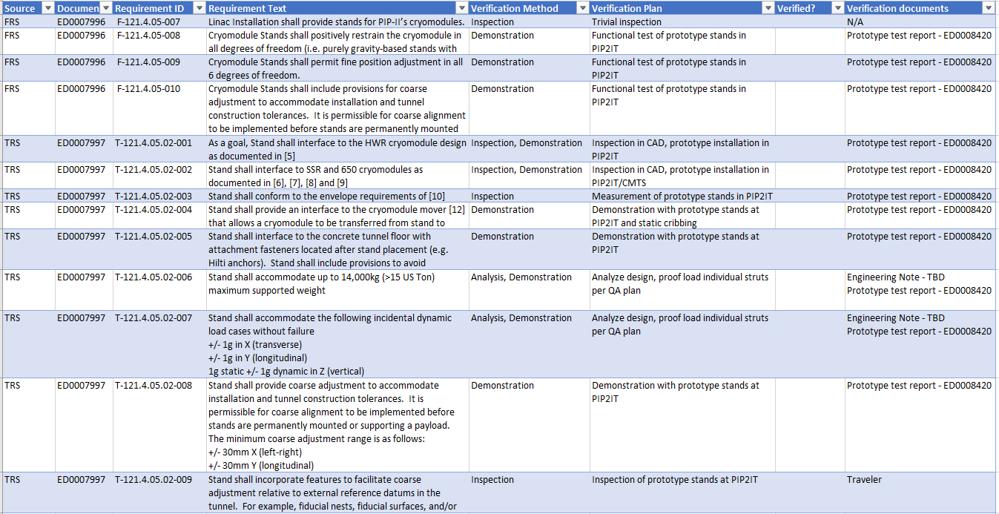 Source Documen Requirement ID Requirement Text Verification Method Verification Plan Verified? Verification documents
FRS ED0007996 F-121.4.05-007 Linac Installation shall provide stands for PIP-II's cryomodules. Inspection Trivial inspection N/A
FRS ED0007996 F-121.4.05-008 Cryomodule Stands shall positively restrain the cryomodule in Demonstration Functional test of prototype stands in Prototype test report - ED0008420
all degrees of freedom (i.e. purely gravity-based stands with PIP2IT
FRS ED0007996 F-121.4.05-009 Cryomodule Stands shall permit fine position adjustment in all Demonstration Functional test of prototype stands in Prototype test report - ED0008420
6 degrees of freedom. PIP2IT
FRS ED0007996 F-121.4.05-010 Cryomodule Stands shall include provisions for coarse Demonstration Functional test of prototype stands in Prototype test report - ED0008420
adjustment to accommodate installation and tunnel PIP2IT
construction tolerances. It is permissible for coarse alignment
to be implemented before stands are permanently mounted
TRS ED0007997 T-121.4.05.02-001 As a goal, Stand shall interface to the HWR cryomodule design Inspection, Demonstration Inspection in CAD, prototype installation in Prototype test report - ED0008420
as documented in [5] PIP2IT
TRS ED0007997 T-121.4.05.02-002 Stand shall interface to SSR and 650 cryomodules as Inspection, Demonstration Inspection in CAD, prototype installation in Prototype test report - ED0008420
documented in [6], [7], [8] and [9] PIP2IT/CMTS
TRS ED0007997 T-121.4.05.02-003 Stand shall conform to the envelope requirements of [10] Inspection Measurement of prototype stands in PIP2IT Prototype test report - ED0008420
TRS ED0007997 T-121.4.05.02-004 Stand shall provide an interface to the cryomodule mover [12] Demonstration Demonstration with prototype stands at Prototype test report - ED0008420
that allows a cryomodule to be transferred from stand to PIP2IT and static cribbing
TRS ED0007997 T-121.4.05.02-005 Stand shall interface to the concrete tunnel floor with Demonstration Demonstration with prototype stands at Prototype test report - ED0008420
attachment fasteners located after stand placement (e.g. PIP2IT
Hilti anchors). Stand shall include provisions to avoid
TRS ED0007997 T-121.4.05.02-006 Stand shall accommodate up to 14,000kg (>15 US Ton) Analysis, Demonstration Analyze design, proof load individual struts Engineering Note - TBD
maximum supported weight per QA plan Prototype test report - ED0008420
TRS ED0007997 T-121.4.05.02-007 Stand shall accommodate the following incidental dynamic Analysis, Demonstration Analyze design, proof load individual struts Engineering Note - TBD
load cases without failure per QA plan Prototype test report - ED0008420
+/- 1g in X (transverse)
+/- 1g in Y (longitudinal)
1g static +/- 1g dynamic in Z (vertical)
TRS ED0007997 T-121.4.05.02-008 Stand shall provide coarse adjustment to accommodate Demonstration Demonstration with prototype stands at Prototype test report - ED0008420
installation and tunnel construction tolerances. It is PIP2IT
permissible for coarse alignment to be implemented before
stands are permanently mounted or supporting a payload.
The minimum coarse adjustment range is as follows:
+/- 30mm X (left-right)
+/- 30mm Y (longitudinal)
TRS ED0007997 T-121.4.05.02-009 Stand shall incorporate features to facilitate coarse Inspection Inspection of prototype stands at PIP2IT Traveler
adjustment relative to external reference datums in the
tunnel. For example, fiducial nests, fiducial surfaces, and/or